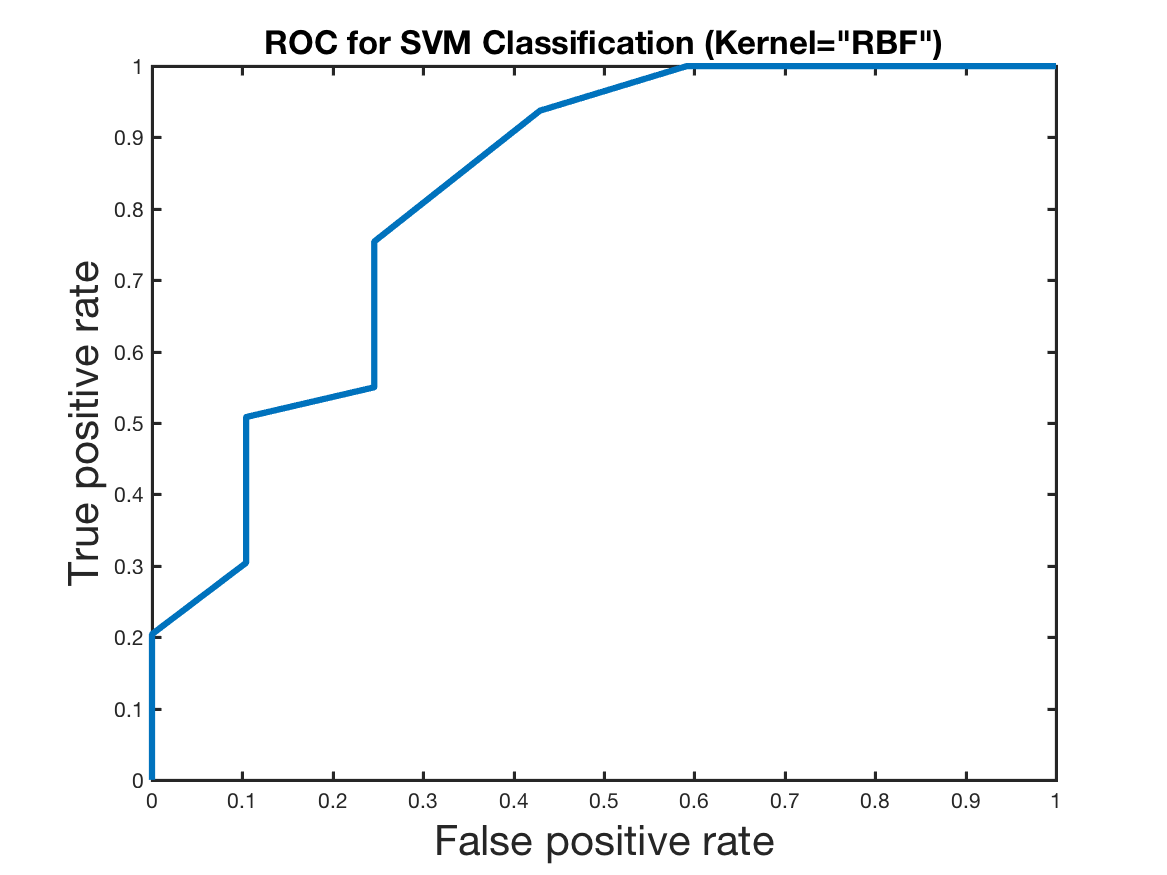 ROC for SVM Classification (Kernel="RBF")
1
0.9
0.8
0.7
0.6
0.5
0.4
0.3
0.2
0.1
0
True positive rate
0 0.1 0.2 0.3 0.4 0.5 0.6 0.7 0.8 0.9 1
False positive rate